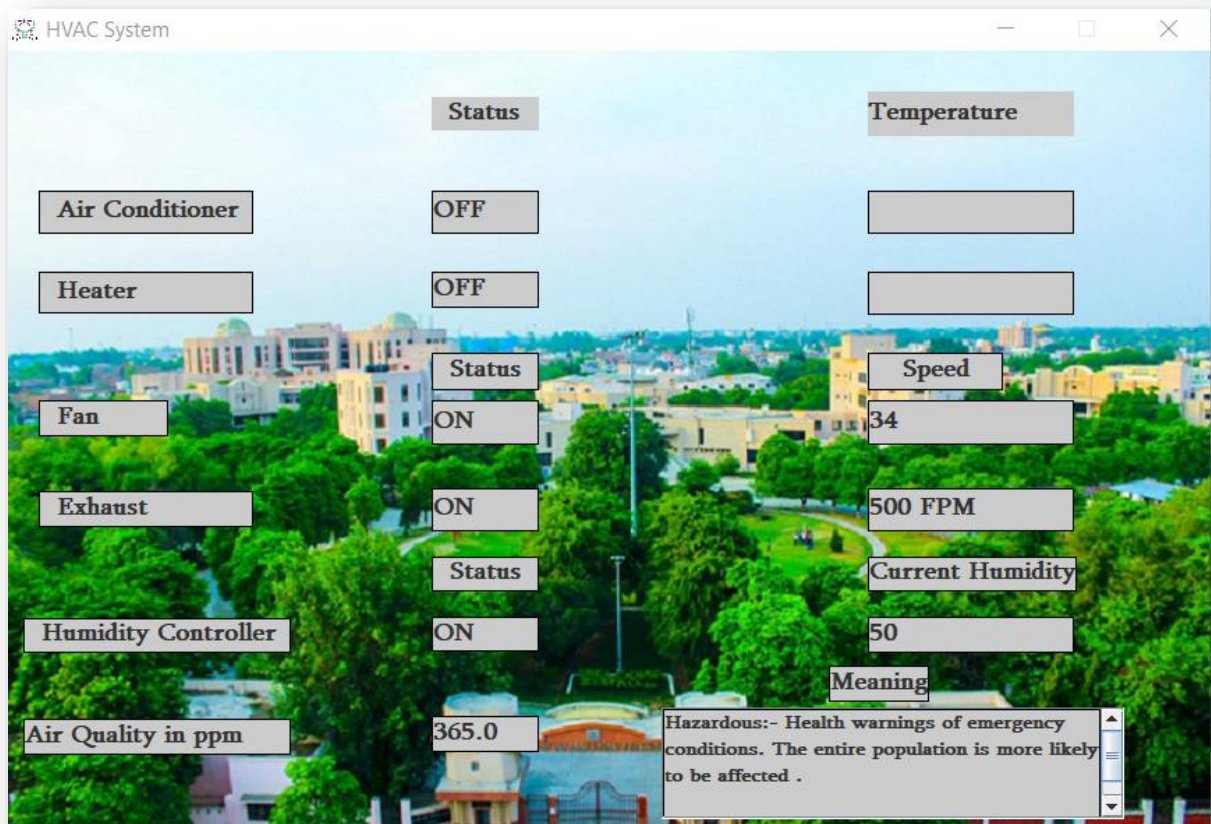 HVAC System
Status Temperature
Air Conditioner OFF
Heater OFF
Status Speed
Fan ON 34
Exhaust ON 500 FPM
Status Current Humidity
Humidity Controller ON 50
Meaning
Air Quality in ppm 365.0
Hazardous:- Health warnings of emergency
conditions. The entire population is more likely
to be affected .